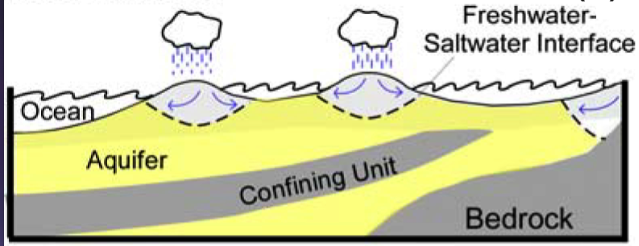 Freshwater-
Saltwater Interface
Ocean
Aquifer
Confining Unit
Bedrock